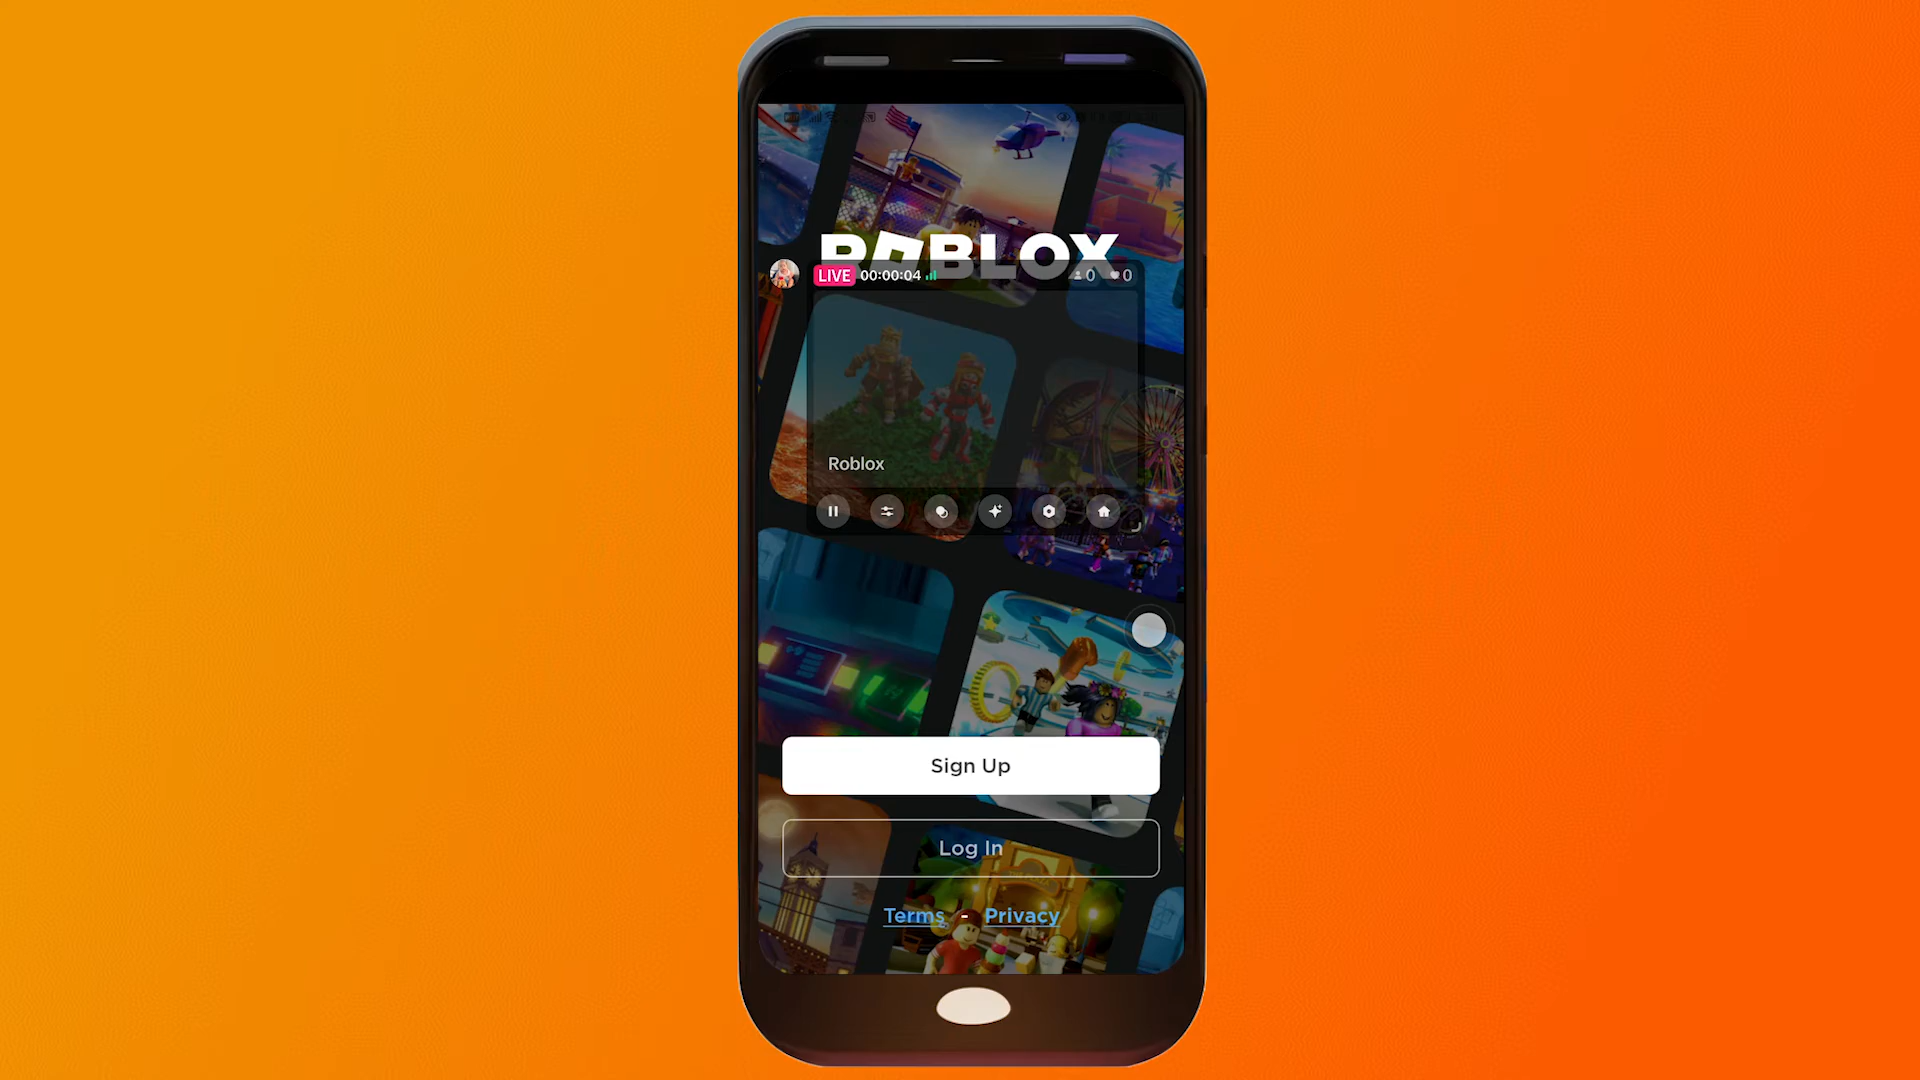 ROBLOX
LIVE 00:00:04 0 0
Roblox
Sign Up
Log In
Terms - Privacy